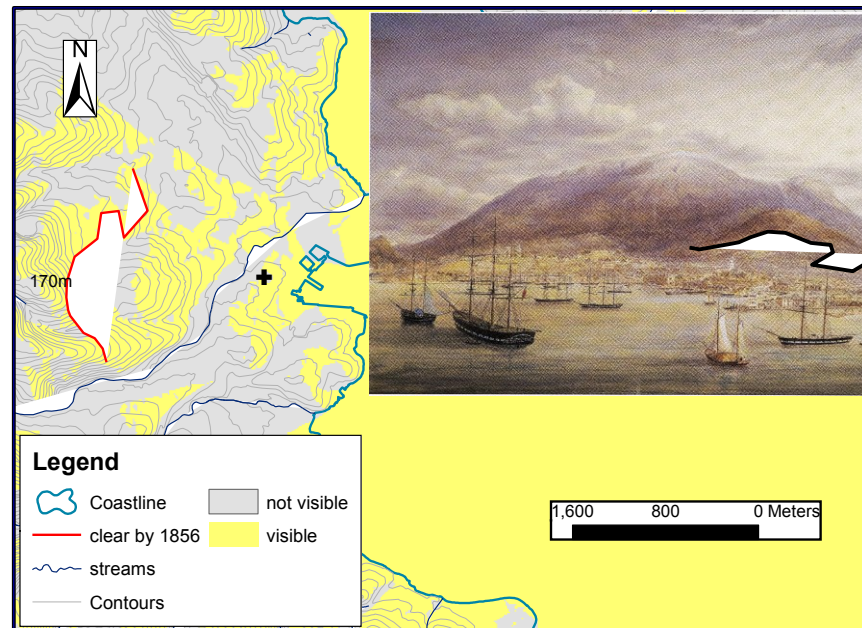 N
170m
Legend
Coastline
not visible
clear by 1856
visible
streams
Contours
1,600 800 0 Meters